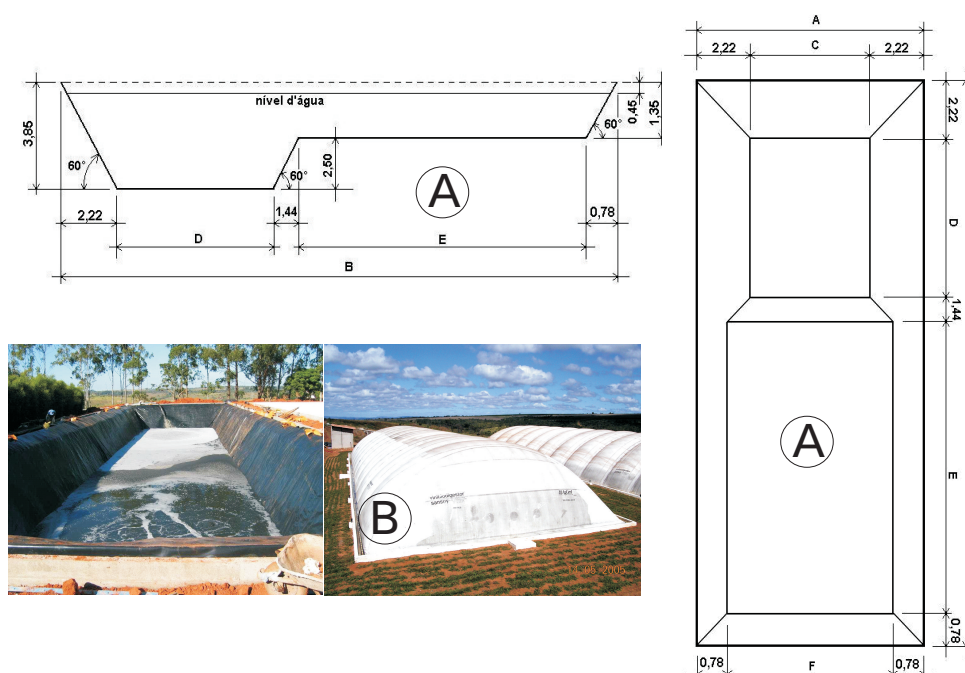 nível d'água
3,85
60°
60°
2,50
60°
0,45
1,35
2,22
1,44
0,78
D
E
B
A
A
2,22
C
2,22
2,22
D
1,44
E
0,78
A
0,78
F
0,78
B